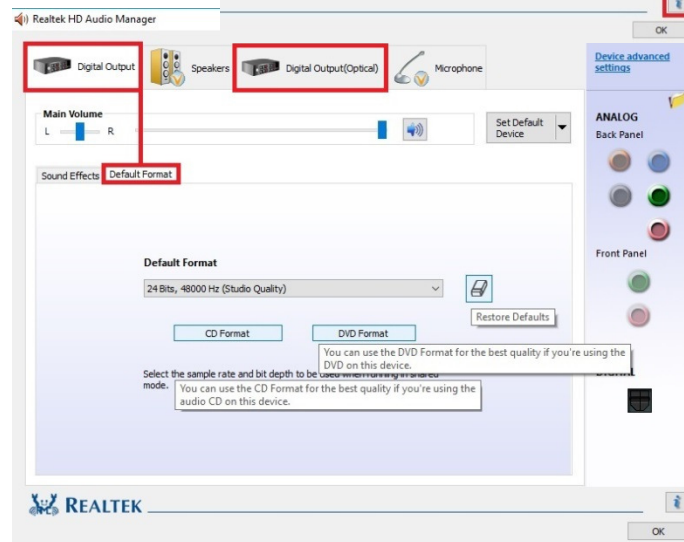 Realtek HD Audio Manager
OK
Digital Output
Speakers
Digital Output(Optical)
Microphone
Device advanced
settings
Main Volume
L
R
Set Default
Device
ANALOG
Back Panel
Sound Effects
Default Format
Default Format
24 Bits, 48000 Hz (Studio Quality)
Restore Defaults
CD Format
DVD Format
You can use the DVD Format for the best quality if you're using the
DVD on this device.
Select the sample rate and bit depth to be used when running in shared
mode.
You can use the CD Format for the best quality if you're using the
audio CD on this device.
Front Panel
DIGITAL
REALTEK
i
OK